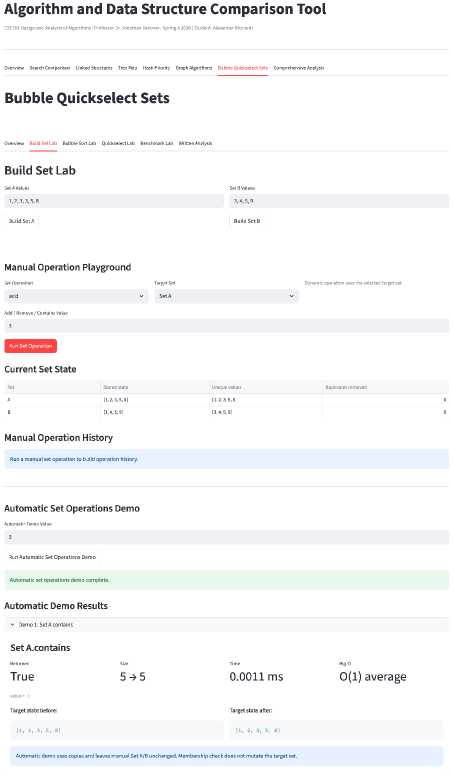 Algorithm and Data Structure Comparison Tool
CSC506 Design and Analysis of Algorithms | Professor: Dr. Jonathan Vanover | Spring A 2026 | Student: Alexander Ricciardi
Overview Search Comparison Linked Structures Tree Map Hash Priority Graph Algorithms Bubble Quickselect Sets Comprehensive Analysis
Bubble Quickselect Sets
Overview Build Set Lab Bubble Sort Lab Quickselect Lab Benchmark Lab Written Analysis
Build Set Lab
Set A Values Set B Values
1, 2, 3, 3, 5, 8 3, 4, 5, 9
Build Set A Build Set B
Manual Operation Playground
Set Operation Target Set Dynamic operation uses the selected target set.
add Set A
Add / Remove / Contains Value
3
Run Set Operation
Current Set State
Set Stored state Unique values Duplicates removed
A [1, 2, 3, 5, 8] [1, 2, 3, 5, 8 0
B [3, 4, 5, 9] [3, 4, 5, 9] 0
Manual Operation History
Run a manual set operation to build operation history.
Automatic Set Operations Demo
Automatic Demo Value
3
Run Automatic Set Operations Demo
Automatic set operations demo complete.
Automatic Demo Results
Demo 1: Set A contains
Set A.contains
Returned Size Time Big-O
True 5 → 5 0.0011 ms O(1) average
value = 3
Target state before: Target state after:
[1, 2, 3, 5, 8] [1, 2, 3, 5, 8]
Automatic demo uses copies and leaves manual Set A/B unchanged. Membership check does not mutate the target set.